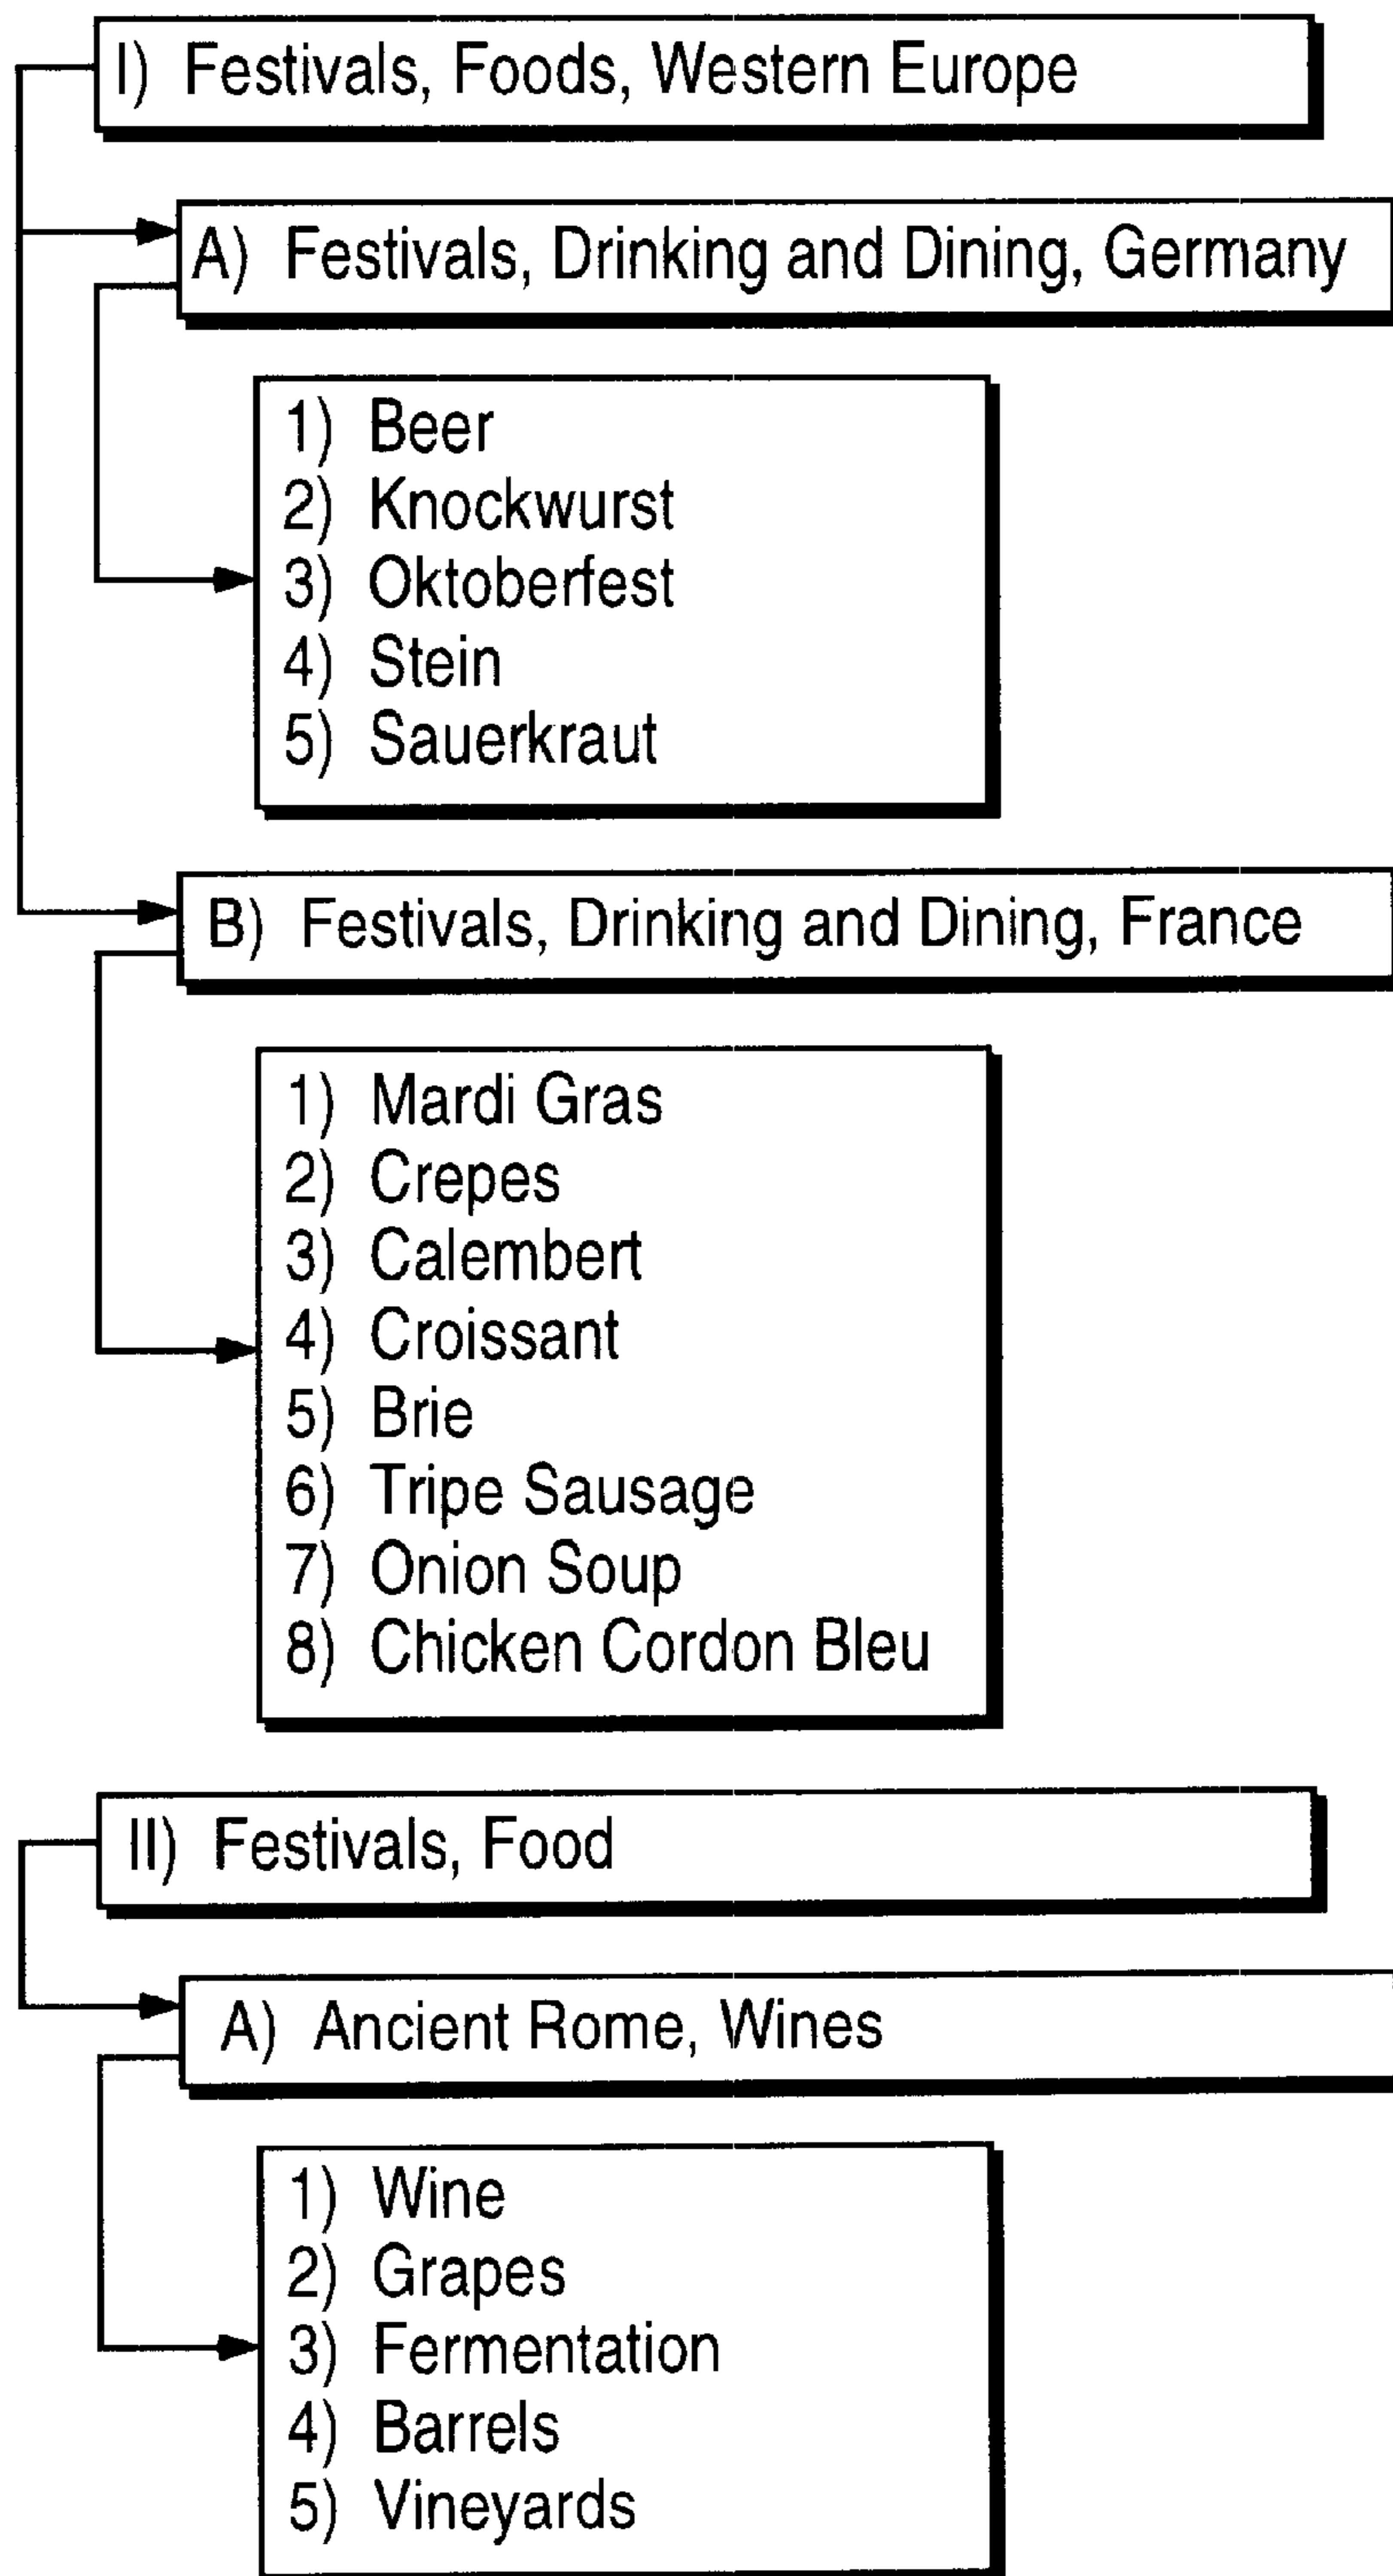 I) Festivals, Foods, Western Europe
A) Festivals, Drinking and Dining, Germany
1) Beer
2) Knockwurst
3) Oktoberfest
4) Stein
5) Sauerkraut
B) Festivals, Drinking and Dining, France
1) Mardi Gras
2) Crepes
3) Calembert
4) Croissant
5) Brie
6) Tripe Sausage
7) Onion Soup
8) Chicken Cordon Bleu
II) Festivals, Food
A) Ancient Rome, Wines
1) Wine
2) Grapes
3) Fermentation
4) Barrels
5) Vineyards